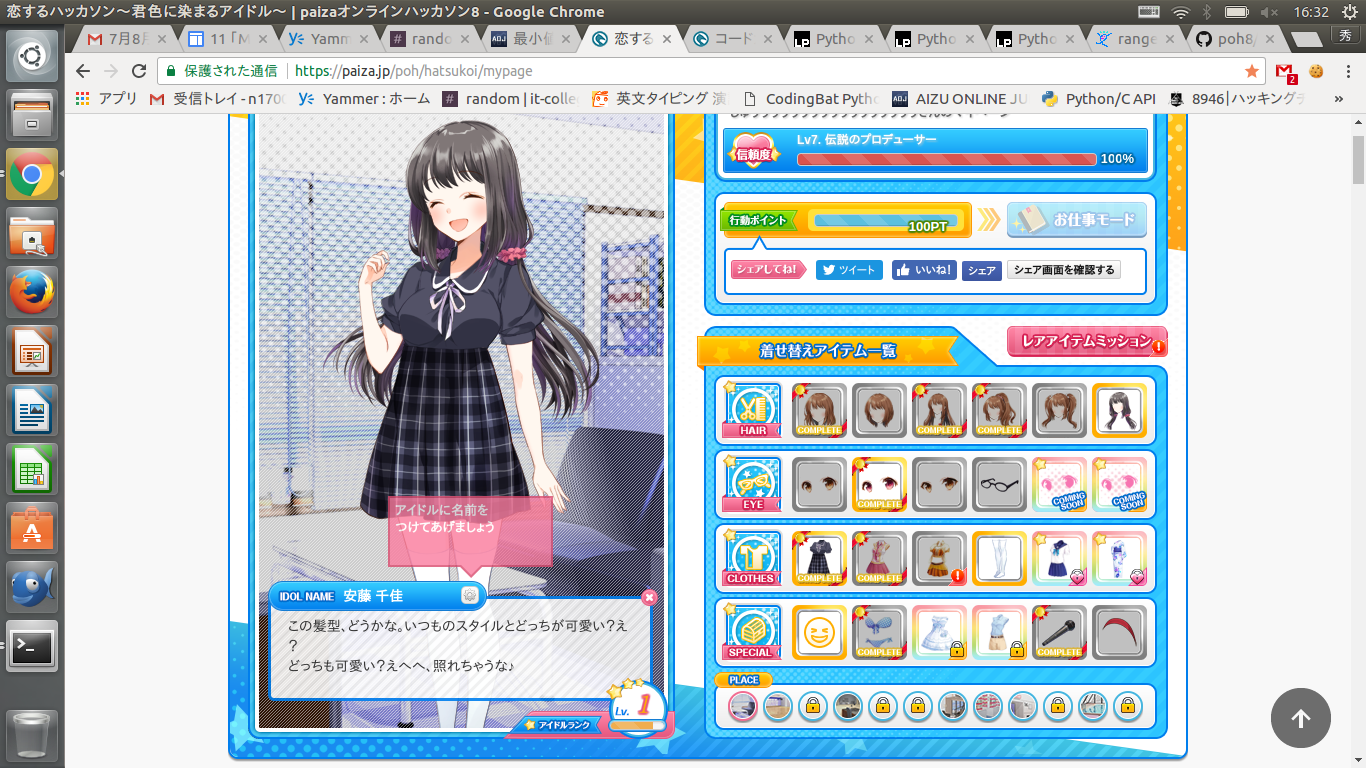 恋するハッカソン～君色に染まるアイドル～ | paizaオンラインハッカソン8 - Google Chrome
16:32
7月8
11「M
Yamm
rando
最小値
恋する
コード
Pytho
Pytho
Pytho
range
poh8/
秀
保護された通信
https://paiza.jp/poh/hatsukoi/mypage
2
アプリ
受信トレイ - n1700
Yammer : ホーム
random | it-colle
英文タイピング 演
CodingBat Pyth
AIZU ONLINE JU
Python/C API
8946|ハッキングチ
»
Lv7. 伝説のプロデューサー
信頼度
100%
行動ポイント
100PT
お仕事モード
シェアしてね!
ツイート
いいね!
シェア
シェア画面を確認する
着せ替えアイテム一覧
レアアイテムミッション
HAIR
COMPLETE
COMPLETE
COMPLETE
EYE
COMPLETE
COMING SOON
COMING SOON
CLOTHES
COMPLETE
COMPLETE
SPECIAL
COMPLETE
COMPLETE
PLACE
アイドルに名前を
つけてあげましょう
IDOL NAME 安藤 千佳
この髪型、どうかな。いつものスタイルとどっちが可愛い?え
?
どっちも可愛い?えへへ、照れちゃうな♪
Lv. 1
アイドルランク